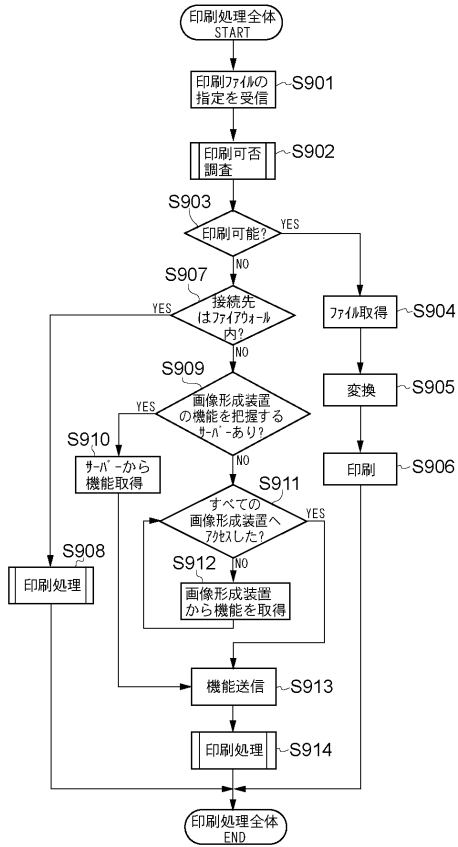 印刷処理全体
START
印刷ファイルの
指定を受信
S901
印刷可否
調査
S902
S903
印刷可能?
YES
NO
S907
接続先
はファイアウォール
内?
YES
NO
ファイル取得
S904
S909
画像形成装置
の機能を把握する
サーバーあり?
YES
NO
変換
S905
S910
サーバーから
機能取得
印刷
S906
S911
すべての
画像形成装置へ
アクセスした?
YES
NO
S908
印刷処理
S912
画像形成装置
から機能を取得
機能送信
S913
印刷処理
S914
印刷処理全体
END